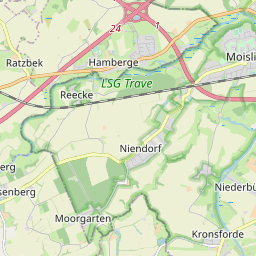 24
1
Moisli
Ratzbek
Hamberge
LSG Trave
Reecke
Niendorf
erg
senberg
Niederbü
Moorgarten
Kronsforde